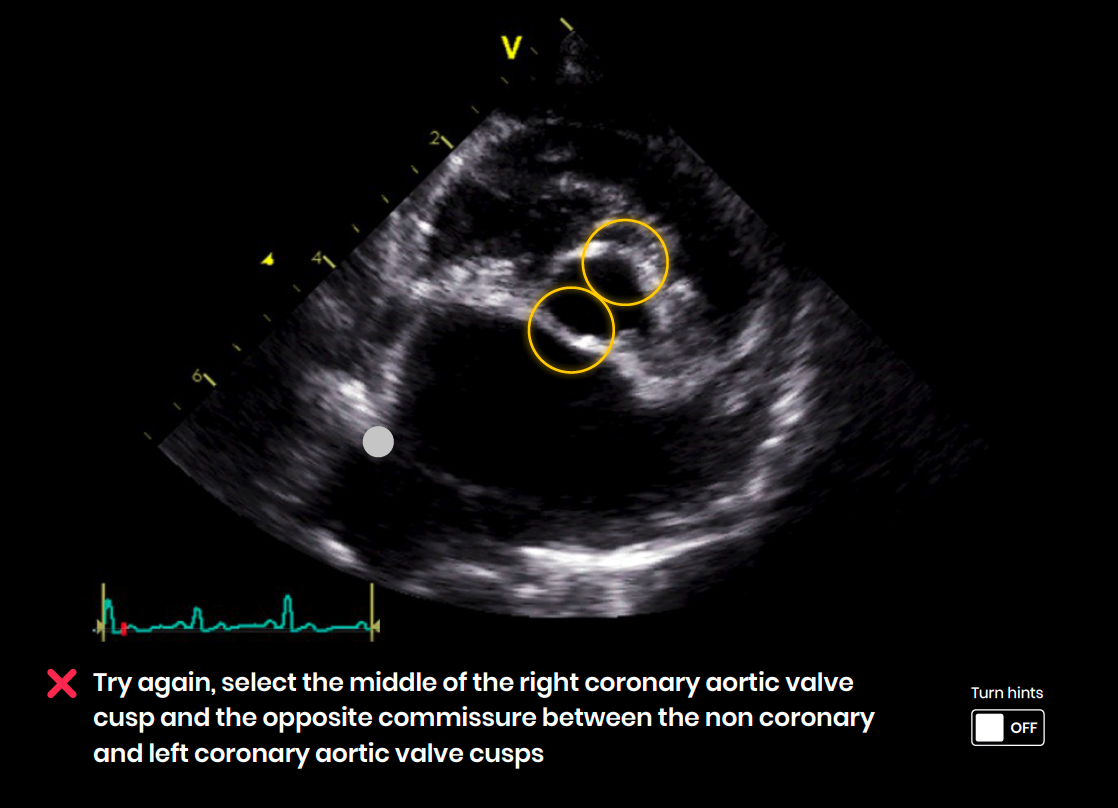 V
2
4
6
Try again, select the middle of the right coronary aortic valve
cusp and the opposite commissure between the non coronary
and left coronary aortic valve cusps
Turn hints
OFF